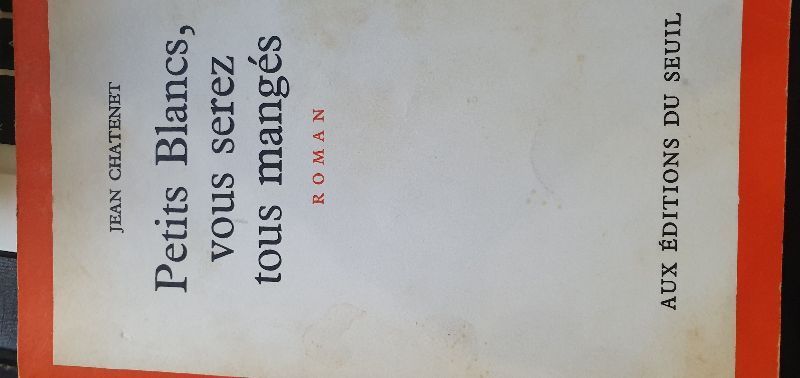 JEAN CHATENET
Petits Blancs,
vous serez
tous mangés
ROMAN
AUX ÉDITIONS DU SEUIL